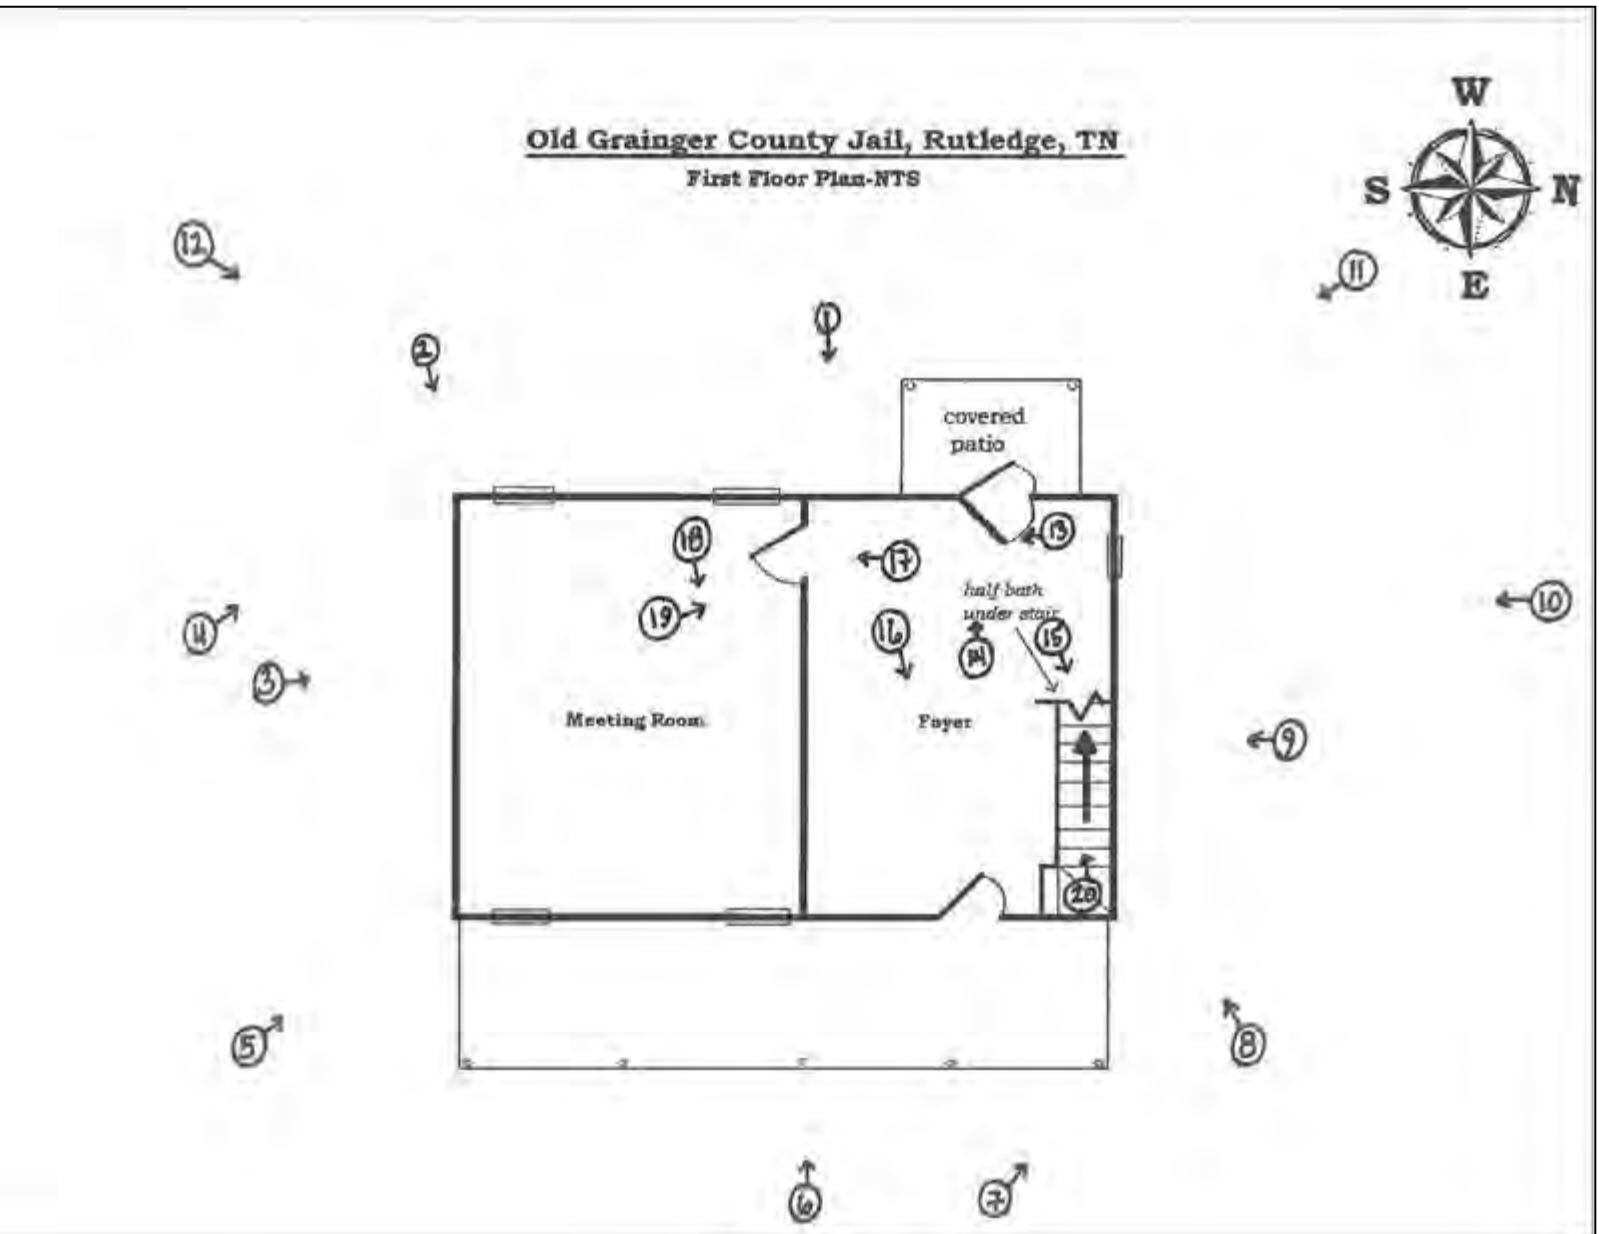 W
Old Grainger County Jail, Rutledge, TN
First Floor Plan-NTS
S
N
12
11
E
1
2
covered
patio
18
13
17
half bath
under stair
19
16
15
14
4
3
10
Meeting Room
Foyer
9
20
5
8
6
7